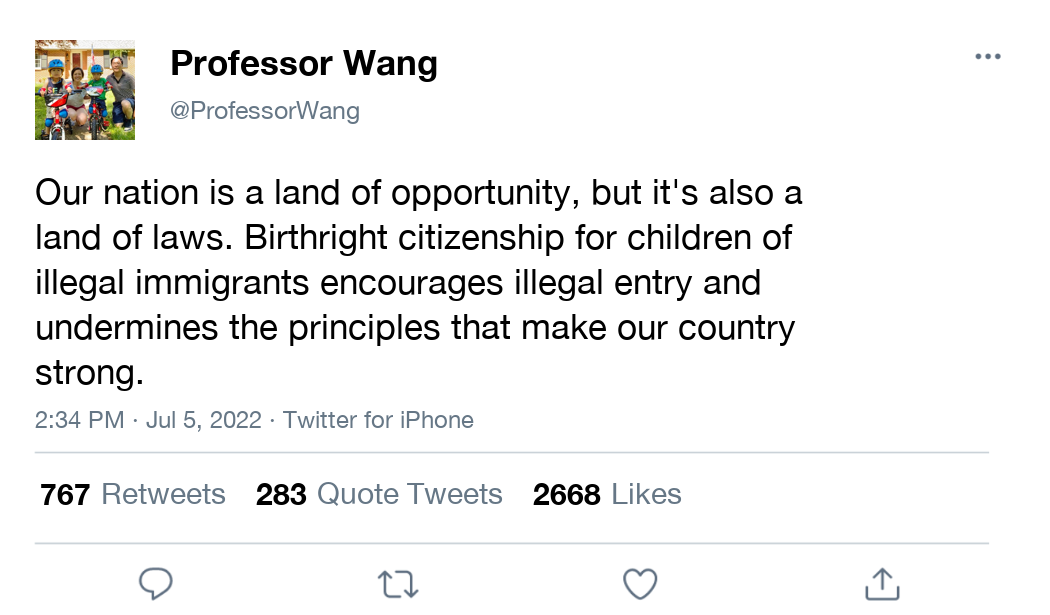 Professor Wang
@ProfessorWang
Our nation is a land of opportunity, but it's also a
land of laws. Birthright citizenship for children of
illegal immigrants encourages illegal entry and
undermines the principles that make our country
strong.
2:34 PM · Jul 5, 2022 · Twitter for iPhone
767 Retweets 283 Quote Tweets 2668 Likes